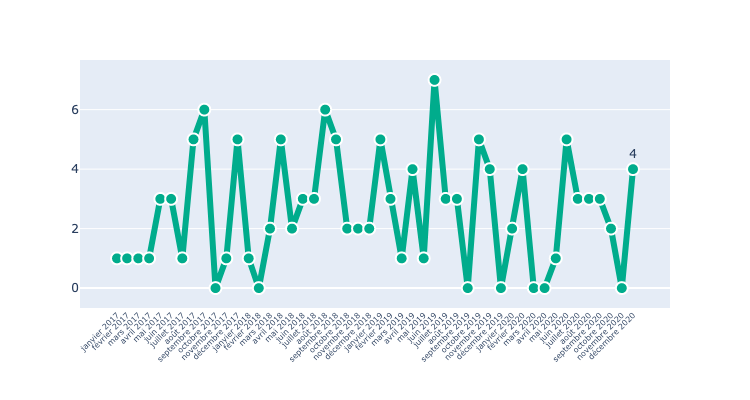 6
4
2
0
4
janvier 2017
février 2017
mars 2017
avril 2017
mai 2017
juin 2017
juillet 2017
août 2017
septembre 2017
octobre 2017
novembre 2017
décembre 2017
janvier 2018
février 2018
mars 2018
avril 2018
mai 2018
juin 2018
juillet 2018
août 2018
septembre 2018
octobre 2018
novembre 2018
décembre 2018
janvier 2019
février 2019
mars 2019
avril 2019
mai 2019
juin 2019
juillet 2019
août 2019
septembre 2019
octobre 2019
novembre 2019
décembre 2019
janvier 2020
février 2020
mars 2020
avril 2020
mai 2020
juin 2020
juillet 2020
août 2020
septembre 2020
octobre 2020
novembre 2020
décembre 2020